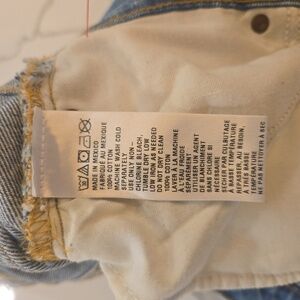 MADE IN MEXICO
FABRIQUÉ AU MEXIQUE
100% COTTON
MACHINE WASH COLD
SEPARATELY
USE ONLY NON-
CHLORINE BLEACH,
TUMBLE DRY LOW,
LOW IRON AS NEEDED
DO NOT DRY CLEAN
100% COTON
LAVER À LA MACHINE
À L'EAU FROIDE
SÉPARÉMENT
UTILISER UN AGENT
DE BLANCHIMENT
SANS CHLORE SI
NÉCESSAIRE
SÉCHER PAR CULBUTAGE
À BASSE TEMPÉRATURE
REPASSER, AU BESOIN,
À TRÈS BASSE
TEMPÉRATURE
NE PAS NETTOYER À SEC